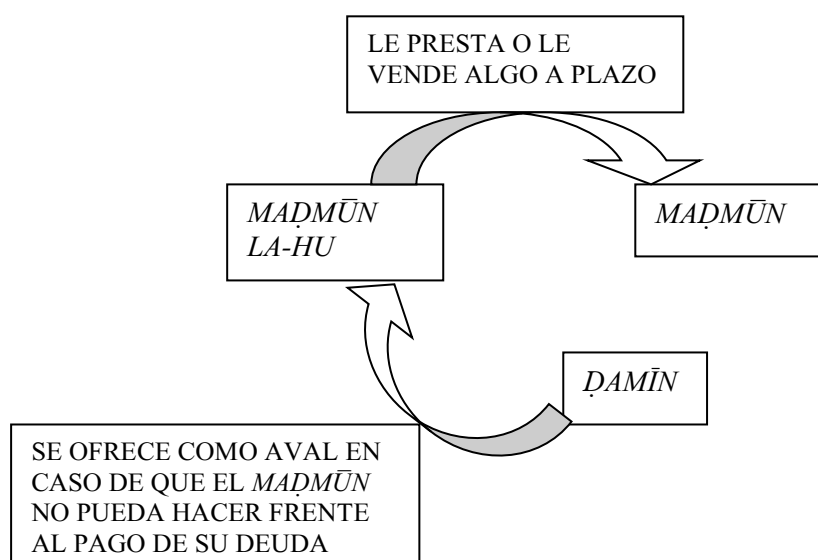 LE PRESTA O LE
VENDE ALGO A PLAZO
MAḌMŪN
LA-HU
MAḌMŪN
ḌAMĪN
SE OFRECE COMO AVAL EN
CASO DE QUE EL MAḌMŪN
NO PUEDA HACER FRENTE
AL PAGO DE SU DEUDA